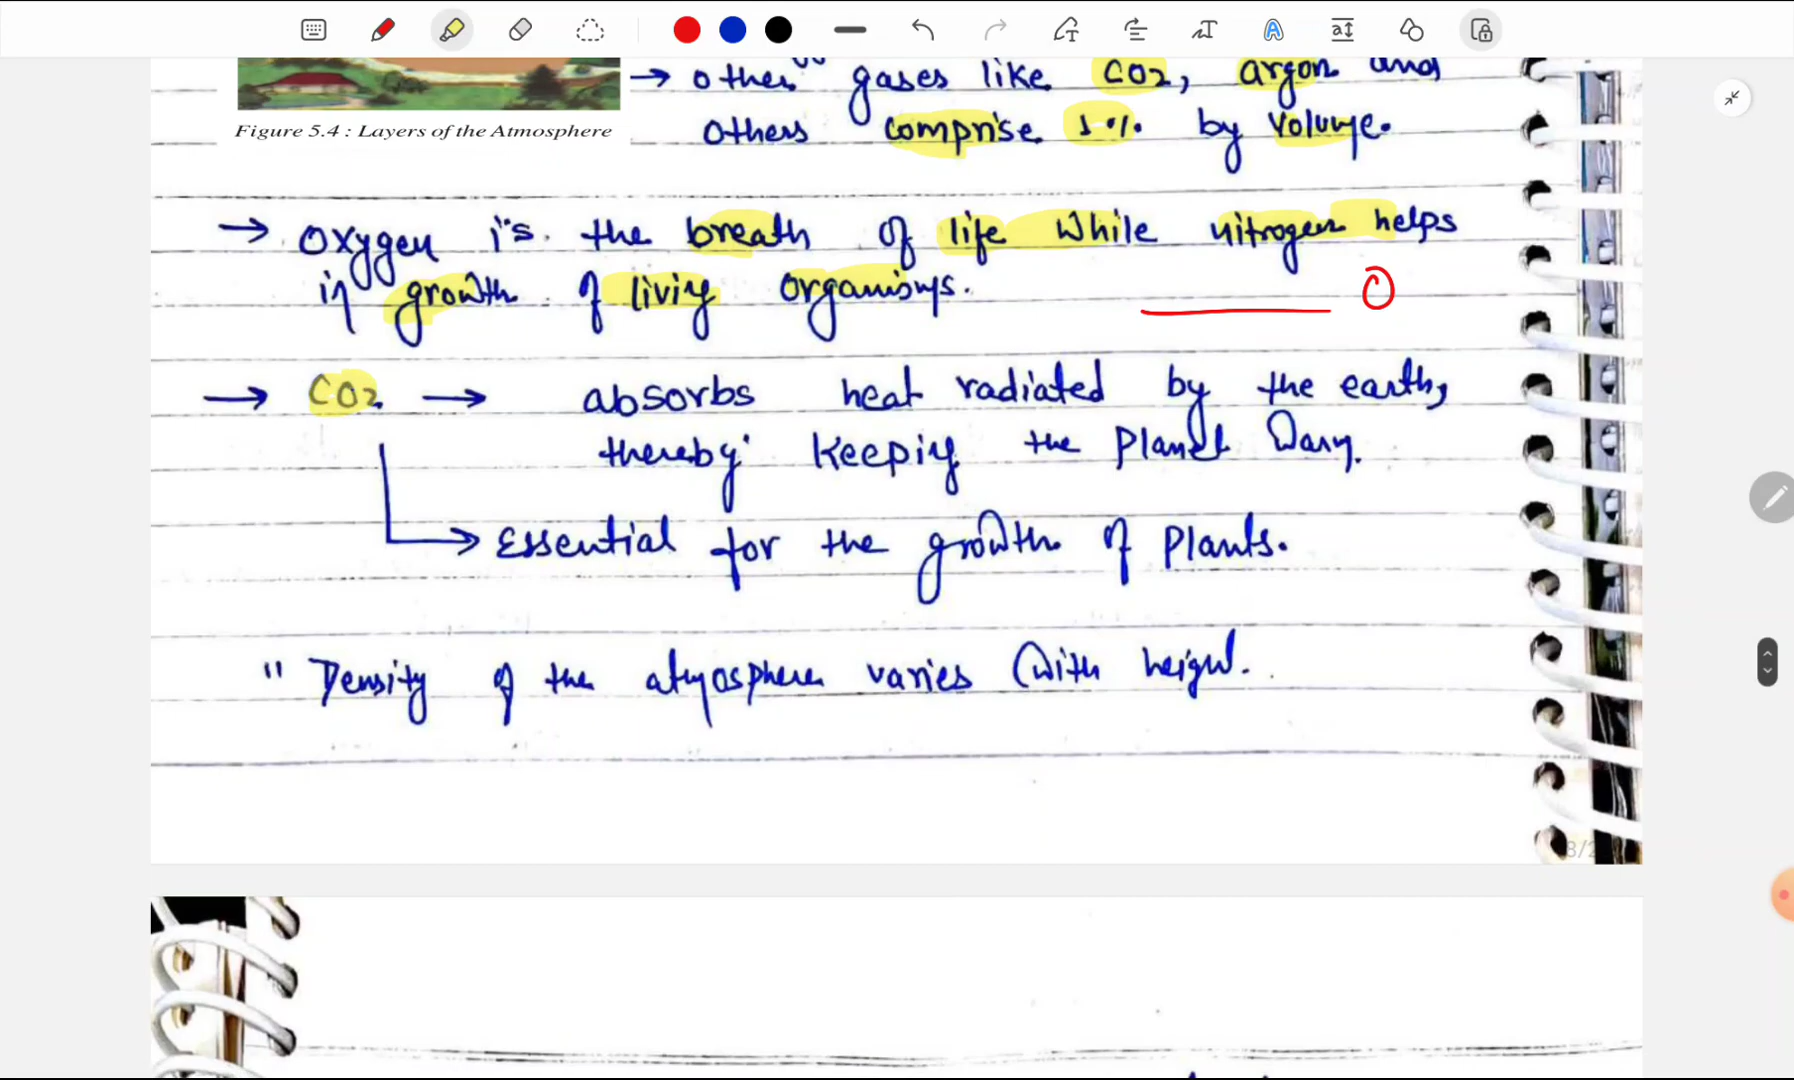 → other gases like CO2, argon and
Figure 5.4 : Layers of the Atmosphere
others comprise 1% by volume.
→ Oxygen is the breath of life while nitrogen helps
in growth of living organisms.
→ CO2 → absorbs heat radiated by the earth,
thereby keeping the planet warm.
→ Essential for the growth of plants.
" Density of the atmosphere varies with height.